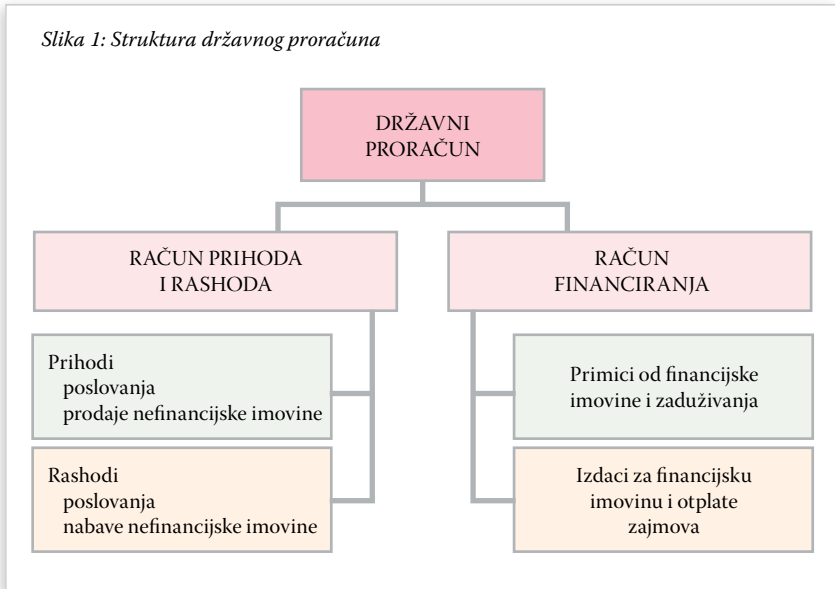 Slika 1: Struktura državnog proračuna
DRŽAVNI
PRORAČUN
RAČUN PRIHODA
I RASHODA
RAČUN
FINANCIRANJA
Prihodi
poslovanja
prodaje nefinancijske imovine
Primici od financijske
imovine i zaduživanja
Rashodi
poslovanja
nabave nefinancijske imovine
Izdaci za financijsku
imovinu i otplate
zajmova